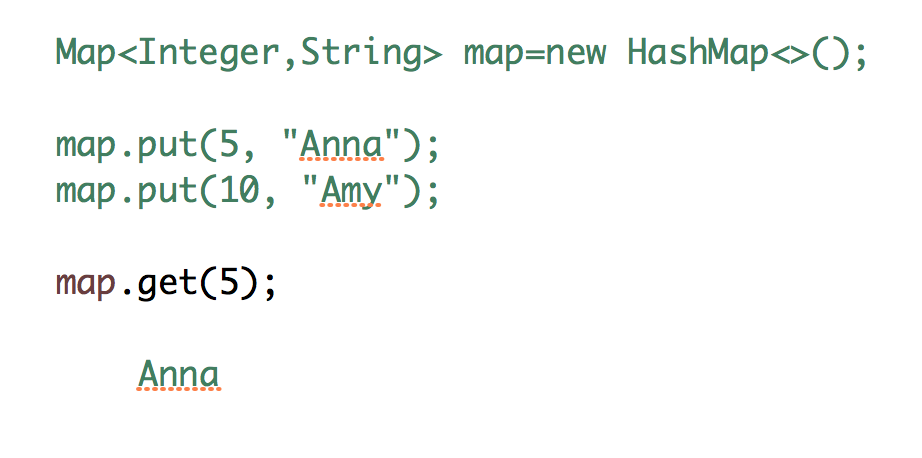 Map<Integer,String> map=new HashMap<>();
map.put(5, "Anna");
map.put(10, "Amy");
map.get(5);
Anna